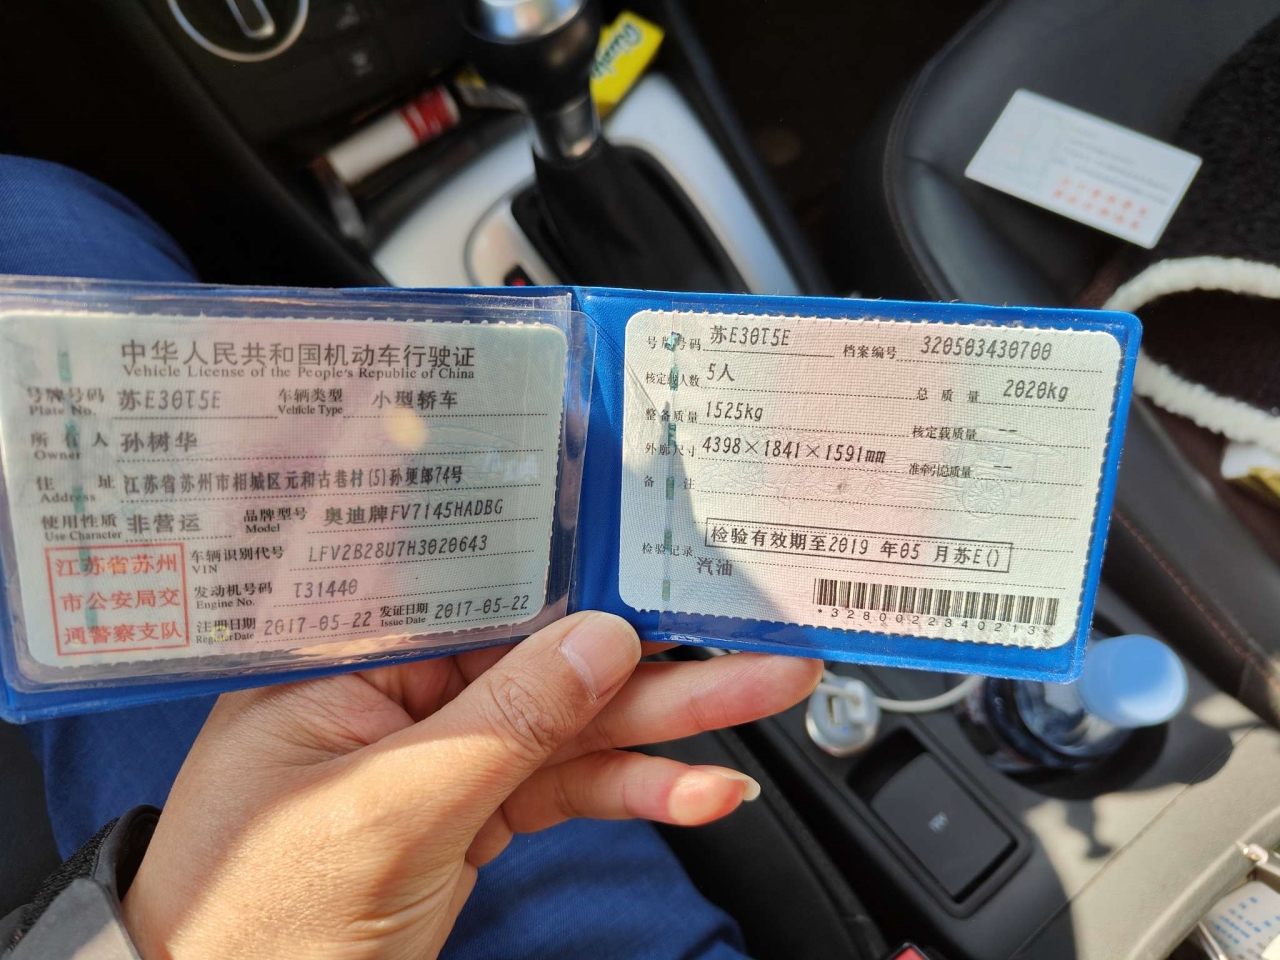 中华人民共和国机动车行驶证
Vehicle License of the People's Republic of China
号牌号码 苏E30T5E 车辆类型 小型轿车
Plate No. Vehicle Type
所有人 孙树华
Owner
住址 江苏省苏州市相城区元和古巷村(5)孙埂郎74号
Address
使用性质 非营运 品牌型号 奥迪牌FV7145HADBG
Use Character Model
江苏省苏州
市公安局交
通警察支队
车辆识别代号 LFV2B28U7H3020643
VIN
发动机号码 T31440
Engine No.
注册日期 2017-05-22 发证日期 2017-05-22
Register Date Issue Date
号牌号码 苏E30T5E 档案编号 320503430700
核定载人数 5人 总质量 2020kg
整备质量 1525kg 核定载质量 --
外廓尺寸 4398×1841×1591mm 准牵引总质量 --
备注
检验有效期至2019 年05 月苏E()
检验记录
汽油
*3280022340213*